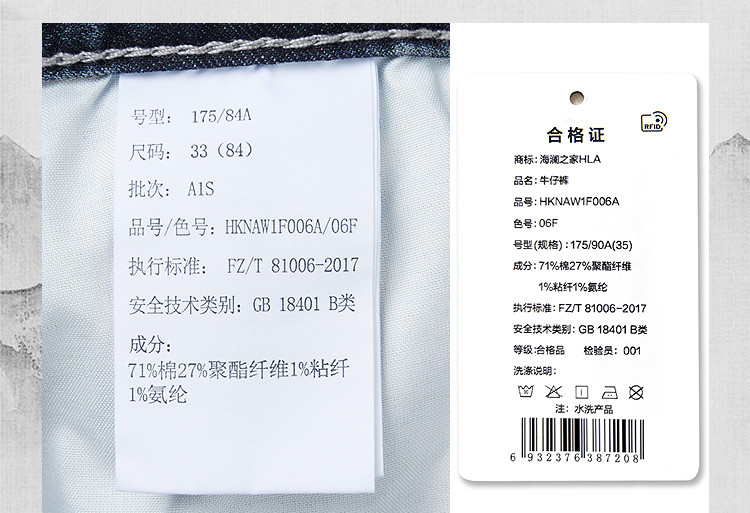 号型： 175/84A
尺码： 33（84）
批次： A1S
品号/色号：HKNAW1F006A/06F
执行标准： FZ/T 81006-2017
安全技术类别：GB 18401 B类
成分：
71%棉27%聚酯纤维1%粘纤
1%氨纶
RFID
合格证
商标：海澜之家HLA
品名：牛仔裤
品号：HKNAW1F006A
色号：06F
号型(规格)：175/90A(35)
成分：71%棉27%聚酯纤维
1%粘纤1%氨纶
执行标准：FZ/T 81006-2017
安全技术类别：GB 18401 B类
等级：合格品 检验员：001
洗涤说明：
注：水洗产品
6 932376 387208